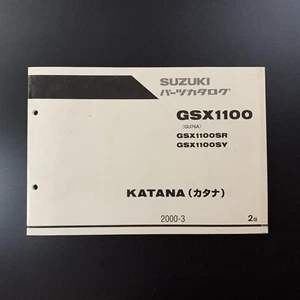 SUZUKI
パーツカタログ
GSX1100
(GU76A)
GSX1100SR
GSX1100SY
KATANA (カタナ)
2000-3
2版